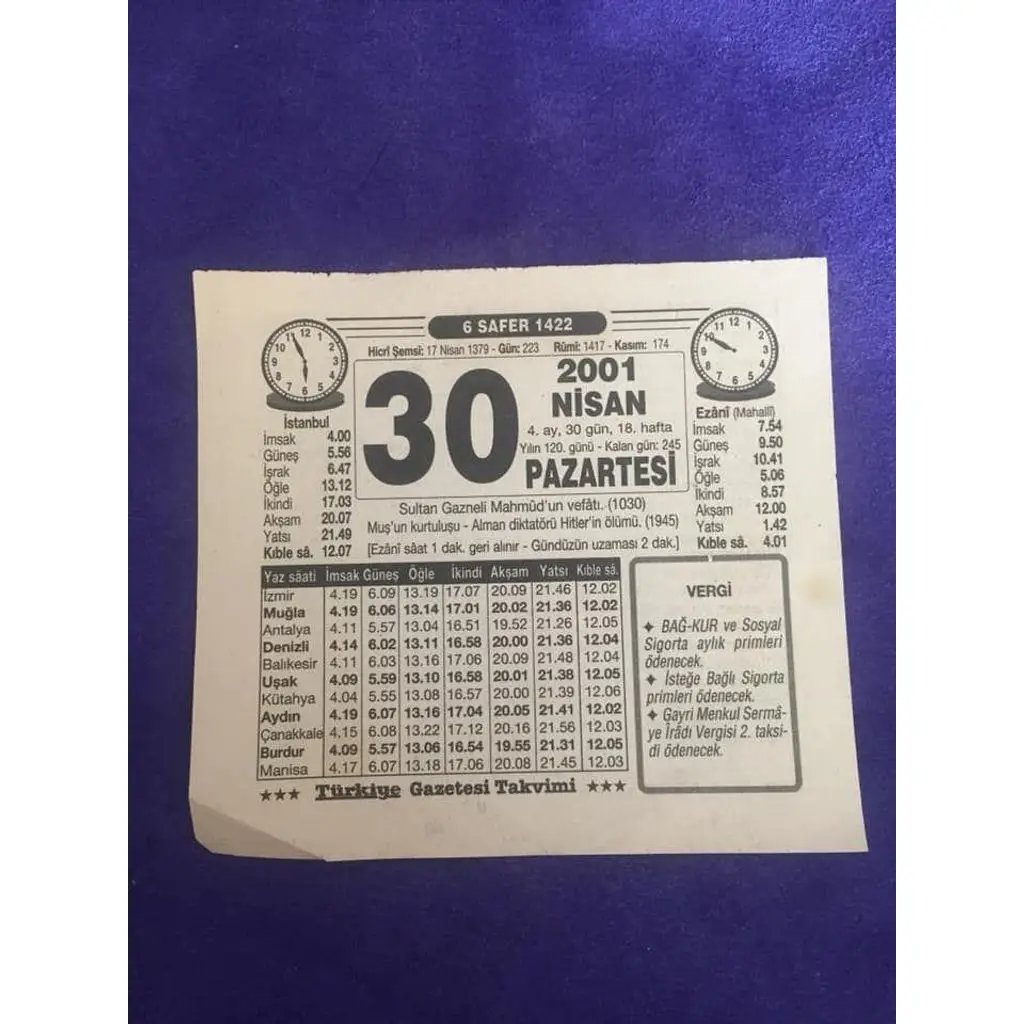 6 SAFER 1422
Hicrî Şemsî: 17 Nisan 1379 - Gün: 223 Rûmî: 1417 - Kasım: 174
30
2001
NİSAN
4. ay, 30 gün, 18. hafta
Yılın 120. günü - Kalan gün: 245
PAZARTESİ
İstanbul
İmsak 4.00
Güneş 5.56
İşrak 6.47
Öğle 13.12
İkindi 17.03
Akşam 20.07
Yatsı 21.49
Kıble sâ. 12.07
Ezânî (Mahallî)
İmsak 7.54
Güneş 9.50
İşrak 10.41
Öğle 5.06
İkindi 8.57
Akşam 12.00
Yatsı 1.42
Kıble sâ. 4.01
Sultan Gazneli Mahmûd'un vefâtı. (1030)
Muş'un kurtuluşu - Alman diktatörü Hitler'in ölümü. (1945)
[Ezânî sâat 1 dak. geri alınır - Gündüzün uzaması 2 dak.]
Yaz sâati İmsak Güneş Öğle İkindi Akşam Yatsı Kıble sâ.
İzmir 4.19 6.09 13.19 17.07 20.09 21.46 12.02
Muğla 4.19 6.06 13.14 17.01 20.02 21.36 12.02
Antalya 4.11 5.57 13.04 16.51 19.52 21.26 12.05
Denizli 4.14 6.02 13.11 16.58 20.00 21.36 12.04
Balıkesir 4.11 6.03 13.16 17.06 20.09 21.48 12.04
Uşak 4.09 5.59 13.10 16.58 20.01 21.38 12.05
Kütahya 4.04 5.55 13.08 16.57 20.00 21.39 12.06
Aydın 4.19 6.07 13.16 17.04 20.05 21.41 12.02
Çanakkale 4.15 6.08 13.22 17.12 20.16 21.56 12.03
Burdur 4.09 5.57 13.06 16.54 19.55 21.31 12.05
Manisa 4.17 6.07 13.18 17.06 20.08 21.45 12.03
★★★ Türkiye Gazetesi Takvimi ★★★
VERGİ
✦ BAĞ-KUR ve Sosyal
Sigorta aylık primleri
ödenecek.
✦ İsteğe Bağlı Sigorta
primleri ödenecek.
✦ Gayri Menkul Sermâ-
ye İrâdı Vergisi 2. taksi-
di ödenecek.